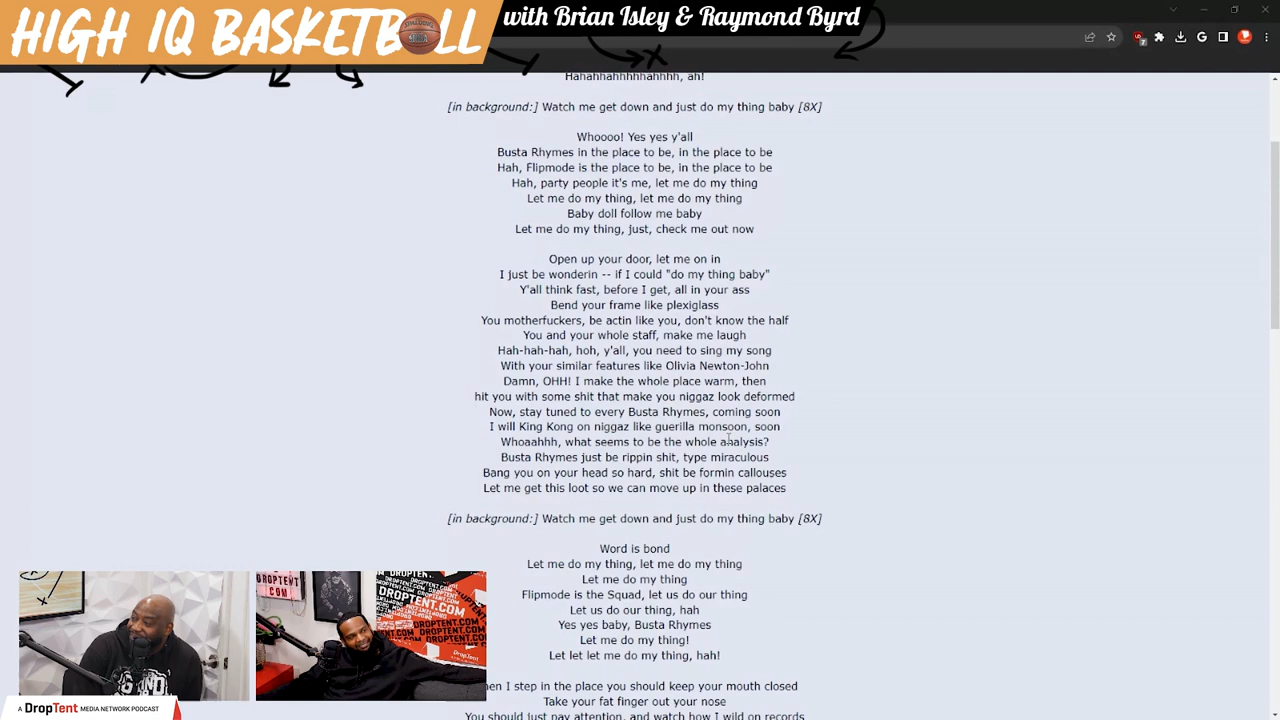 HIGH IQ BASKETBALL
with Brian Isley & Raymond Byrd
Hahahhahhhhhahhhh, ah!
[in background:] Watch me get down and just do my thing baby [8X]
Whoooo! Yes yes y'all
Busta Rhymes in the place to be, in the place to be
Hah, Flipmode is the place to be, in the place to be
Hah, party people it's me, let me do my thing
Let me do my thing, let me do my thing
Baby doll follow me baby
Let me do my thing, just, check me out now
Open up your door, let me on in
I just be wonderin -- if I could "do my thing baby"
Y'all think fast, before I get, all in your ass
Bend your frame like plexiglass
You motherfuckers, be actin like you, don't know the half
You and your whole staff, make me laugh
Hah-hah-hah, hoh, y'all, you need to sing my song
With your similar features like Olivia Newton-John
Damn, OHH! I make the whole place warm, then
hit you with some shit that make you niggaz look deformed
Now, stay tuned to every Busta Rhymes, coming soon
I will King Kong on niggaz like guerilla monsoon, soon
Whoaahhh, what seems to be the whole analysis?
Busta Rhymes just be rippin shit, type miraculous
Bang you on your head so hard, shit be formin callouses
Let me get this loot so we can move up in these palaces
[in background:] Watch me get down and just do my thing baby [8X]
Word is bond
Let me do my thing, let me do my thing
Let me do my thing
Flipmode is the Squad, let us do our thing
Let us do our thing, hah
Yes yes baby, Busta Rhymes
Let me do my thing!
Let let let me do my thing, hah!
I step in the place you should keep your mouth closed
Take your fat finger out your nose
You should just pay attention, and watch how I wild on records
DROPTENT
COM
DROPTENT.COM
A DropTent MEDIA NETWORK PODCAST